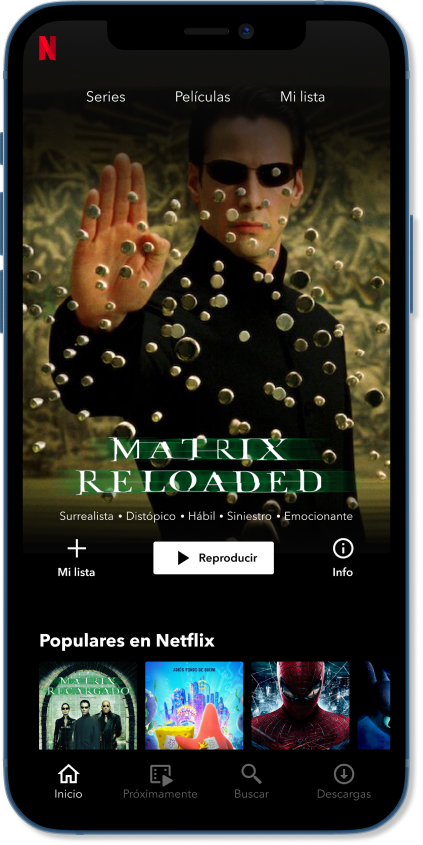 N
Series Películas Mi lista
MATRIX
RELOADED
Surrealista • Distópico • Hábil • Siniestro • Emocionante
Mi lista
Reproducir
Info
Populares en Netflix
MATRIX
RECARGADO
Inicio Próximamente Buscar Descargas